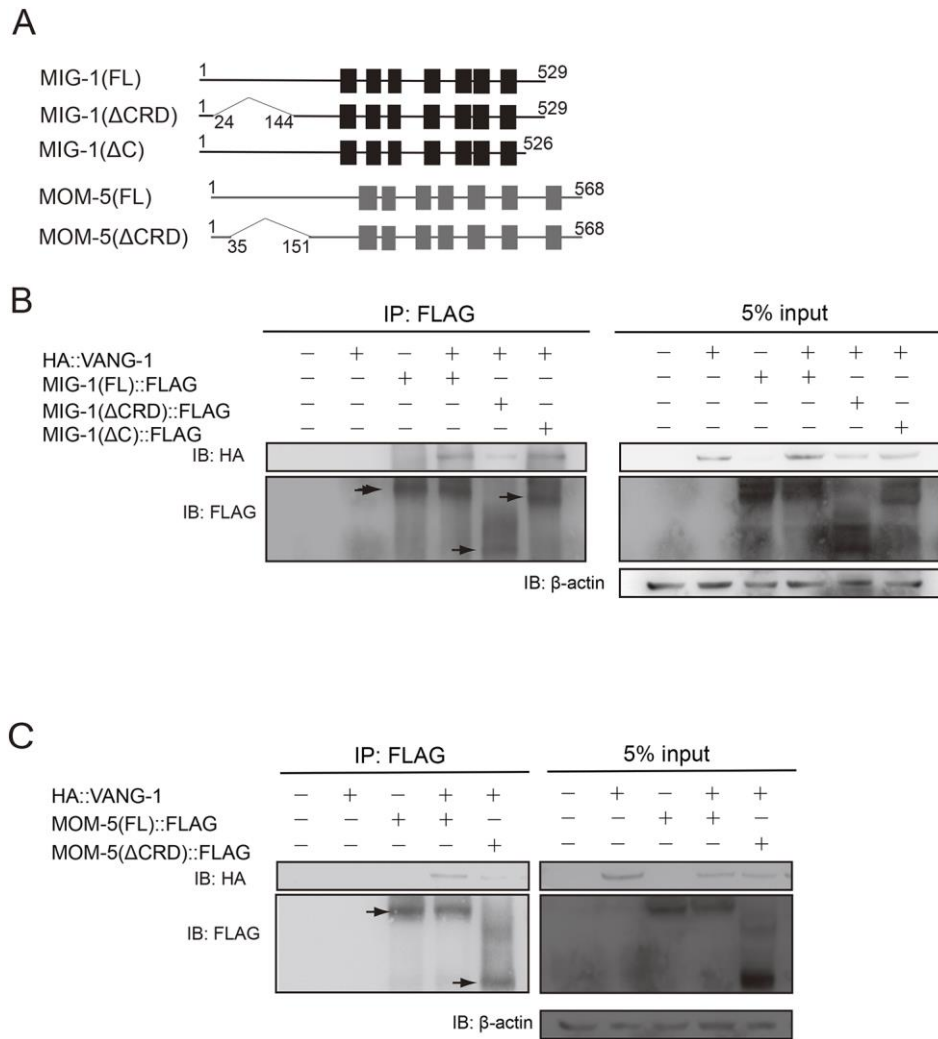 A
MIG-1(FL) 1 529
MIG-1(ΔCRD) 1 24 144 529
MIG-1(ΔC) 1 526
MOM-5(FL) 1 568
MOM-5(ΔCRD) 1 35 151 568
B
IP: FLAG 5% input
HA::VANG-1 – + – + + + – + – + + +
MIG-1(FL)::FLAG – – + + – – – – + + – –
MIG-1(ΔCRD)::FLAG – – – – + – – – – – + –
MIG-1(ΔC)::FLAG – – – – – + – – – – – +
IB: HA
IB: FLAG
IB: β-actin
C
IP: FLAG 5% input
HA::VANG-1 – + – + + – + – + +
MOM-5(FL)::FLAG – – + + – – – + + –
MOM-5(ΔCRD)::FLAG – – – – + – – – – +
IB: HA
IB: FLAG
IB: β-actin